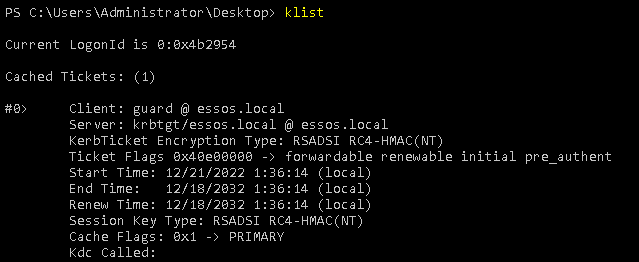 PS C:\Users\Administrator\Desktop> klist
Current LogonId is 0:0x4b2954
Cached Tickets: (1)
#0>     Client: guard @ essos.local
        Server: krbtgt/essos.local @ essos.local
        KerbTicket Encryption Type: RSADSI RC4-HMAC(NT)
        Ticket Flags 0x40e00000 -> forwardable renewable initial pre_authent
        Start Time: 12/21/2022 1:36:14 (local)
        End Time:   12/18/2032 1:36:14 (local)
        Renew Time: 12/18/2032 1:36:14 (local)
        Session Key Type: RSADSI RC4-HMAC(NT)
        Cache Flags: 0x1 -> PRIMARY
        Kdc Called: